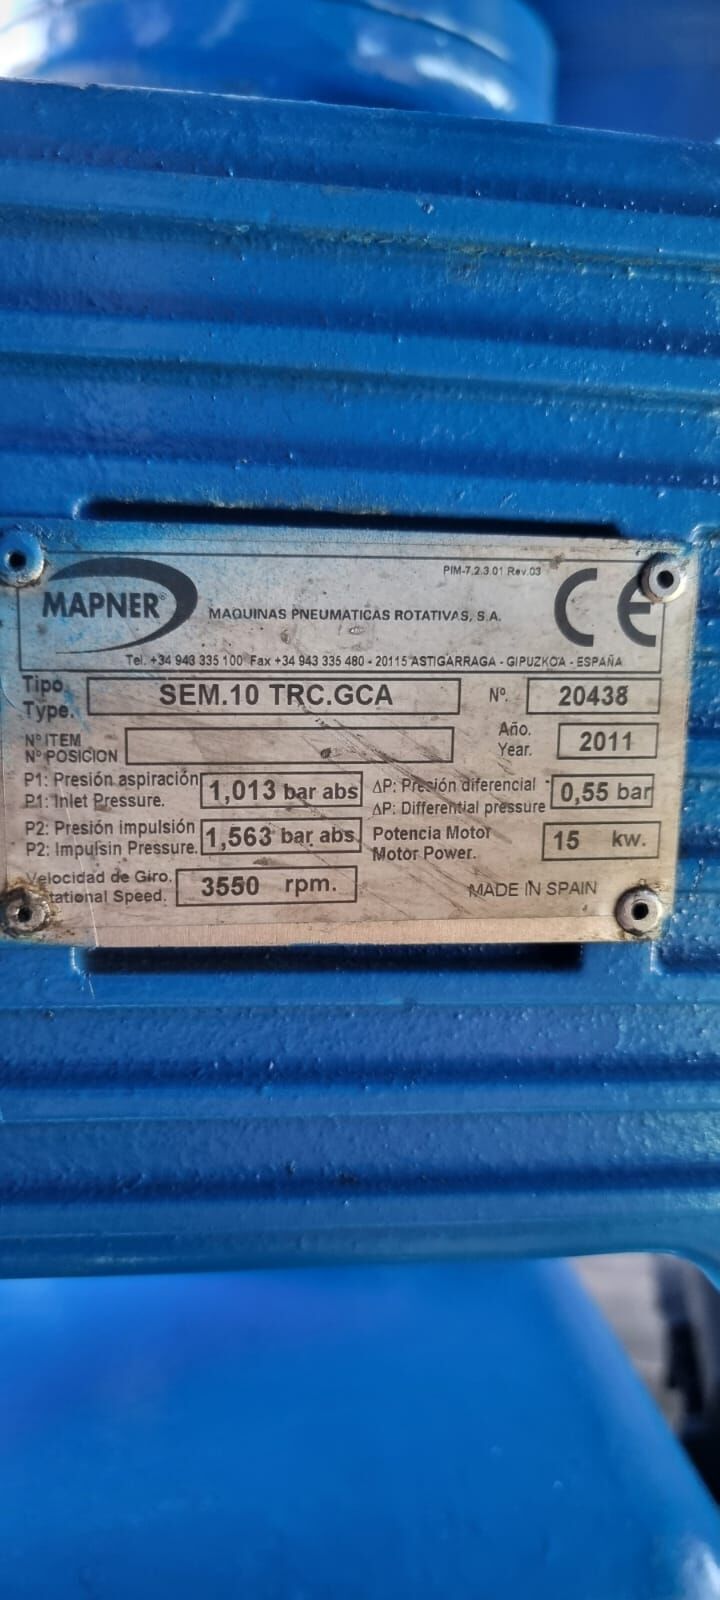 PIM-7.2.3.01 Rev.03
MAPNER® MAQUINAS PNEUMATICAS ROTATIVAS, S.A. CE
Tel. +34 943 335 100 Fax +34 943 335 480 - 20115 ASTIGARRAGA - GIPUZKOA - ESPAÑA
Tipo. SEM.10 TRC.GCA Nº. 20438
Type.
Nº ITEM Año. 2011
Nº POSICION Year.
P1: Presión aspiración 1,013 bar abs ΔP: Presión diferencial 0,55 bar
P1: Inlet Pressure. ΔP: Differential pressure
P2: Presión impulsión 1,563 bar abs Potencia Motor 15 kw.
P2: Impulsin Pressure. Motor Power.
Velocidad de Giro. 3550 rpm. MADE IN SPAIN
tational Speed.